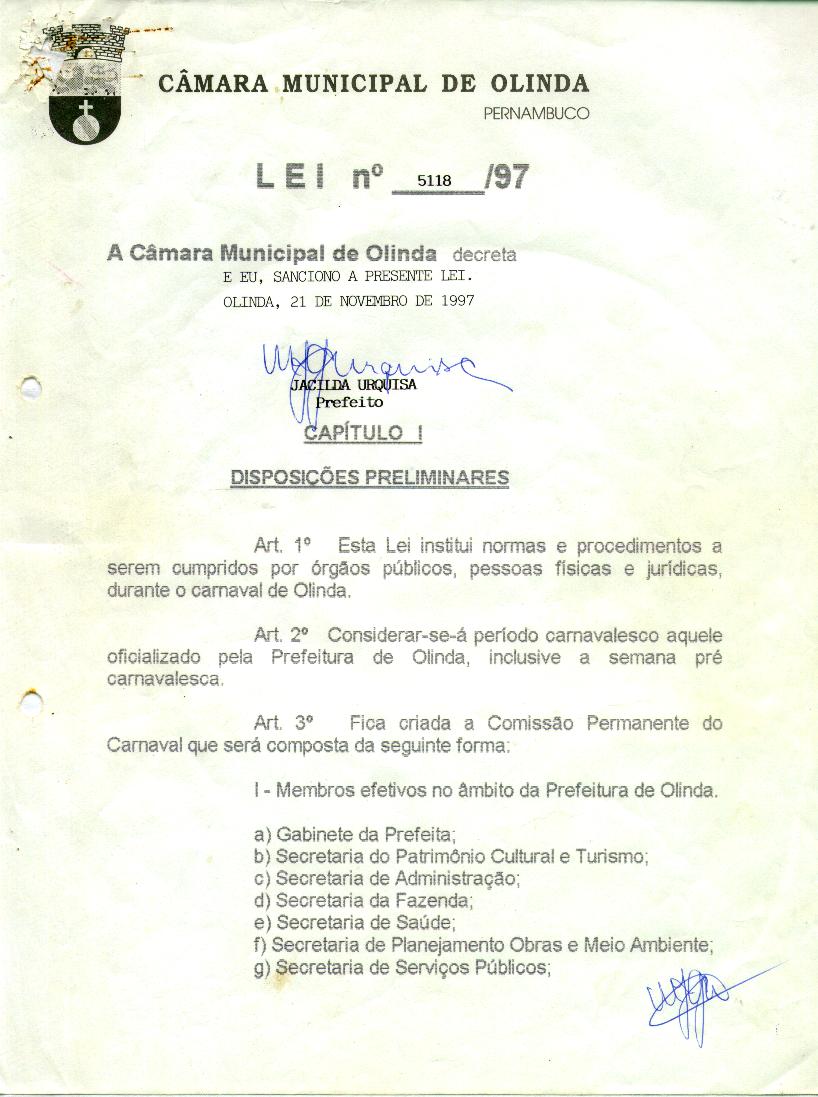 CÂMARA MUNICIPAL DE OLINDA
PERNAMBUCO
LEI nº 5118 /97
A Câmara Municipal de Olinda decreta
E EU, SANCIONO A PRESENTE LEI.
OLINDA, 21 DE NOVEMBRO DE 1997
JACILDA URQUISA
Prefeito
CAPÍTULO I
DISPOSICÕES PRELIMINARES
Art. 1º Esta Lei institui normas e procedimentos a
serem cumpridos por órgãos públicos, pessoas físicas e jurídicas,
durante o carnaval de Olinda.
Art. 2º Considerar-se-á período carnavalesco aquele
oficializado pela Prefeitura de Olinda, inclusive a semana pré
carnavalesca.
Art. 3º Fica criada a Comissão Permanente do
Carnaval que será composta da seguinte forma:
I - Membros efetivos no âmbito da Prefeitura de Olinda.
a) Gabinete da Prefeita;
b) Secretaria do Patrimônio Cultural e Turismo;
c) Secretaria de Administração;
d) Secretaria da Fazenda;
e) Secretaria de Saúde;
f) Secretaria de Planejamento Obras e Meio Ambiente;
g) Secretaria de Serviços Públicos;